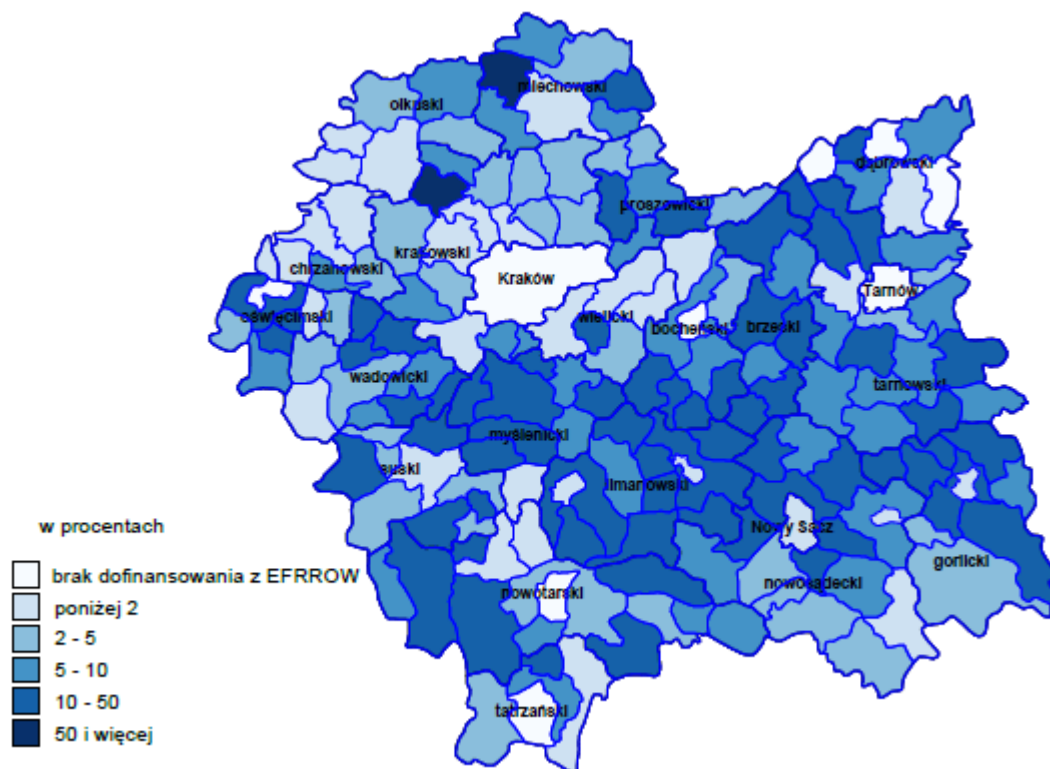 miechowski
olkuski
dąbrowski
proszowicki
krakowski
chrzanowski
Kraków
Tarnów
oświęcimski
wielicki
bocheński
brzeski
wadowicki
tarnowski
myślenicki
suski
limanowski
Nowy Sącz
gorlicki
nowosądecki
nowotarski
tatrzański
w procentach
brak dofinansowania z EFRROW
poniżej 2
2 - 5
5 - 10
10 - 50
50 i więcej